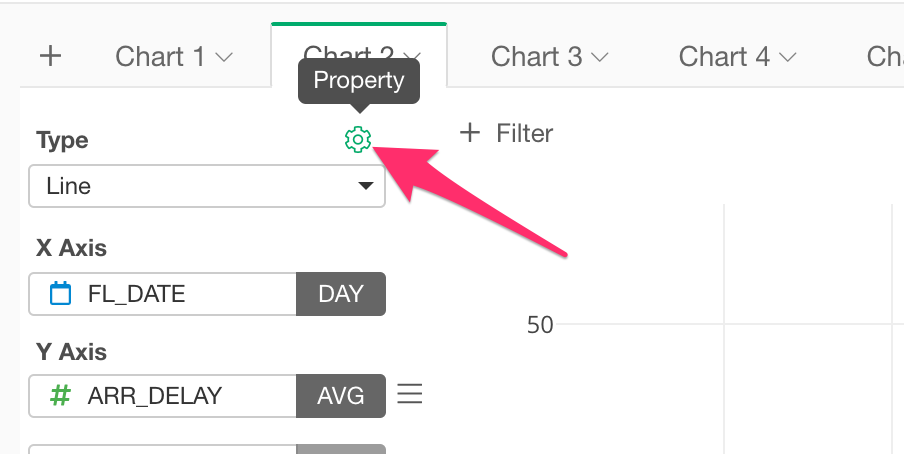 + Chart 1 Chart 2 Chart 3 Chart 4 Ch
Property
Type
+ Filter
Line
X Axis
FL_DATE DAY
50
Y Axis
# ARR_DELAY AVG